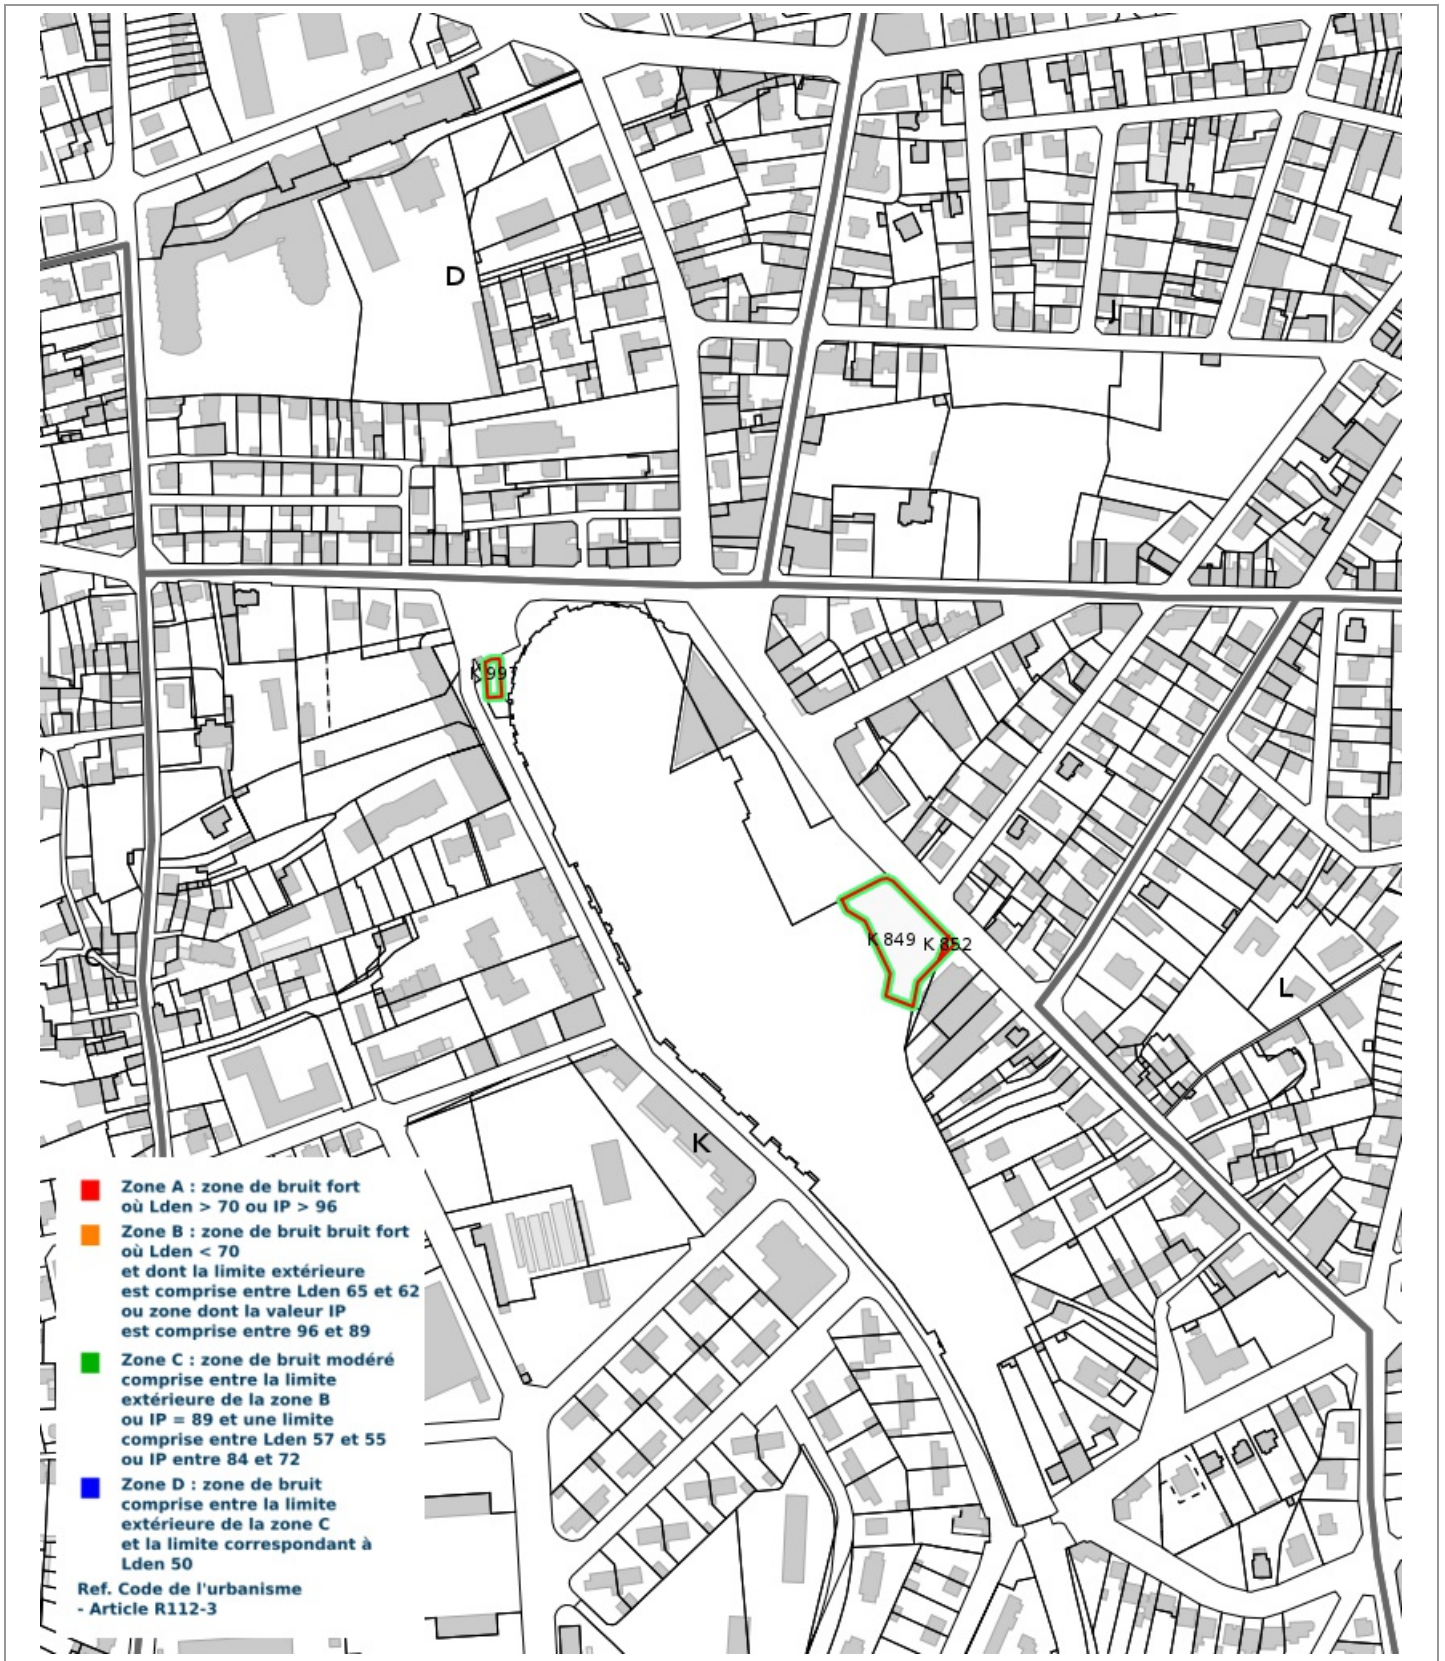 D
J
K 997
K 849
K 852
C
L
K
Zone A : zone de bruit fort
où Lden > 70 ou IP > 96
Zone B : zone de bruit bruit fort
où Lden < 70
et dont la limite extérieure
est comprise entre Lden 65 et 62
ou zone dont la valeur IP
est comprise entre 96 et 89
Zone C : zone de bruit modéré
comprise entre la limite
extérieure de la zone B
ou IP = 89 et une limite
comprise entre Lden 57 et 55
ou IP entre 84 et 72
Zone D : zone de bruit
comprise entre la limite
extérieure de la zone C
et la limite correspondant à
Lden 50
Ref. Code de l'urbanisme
- Article R112-3